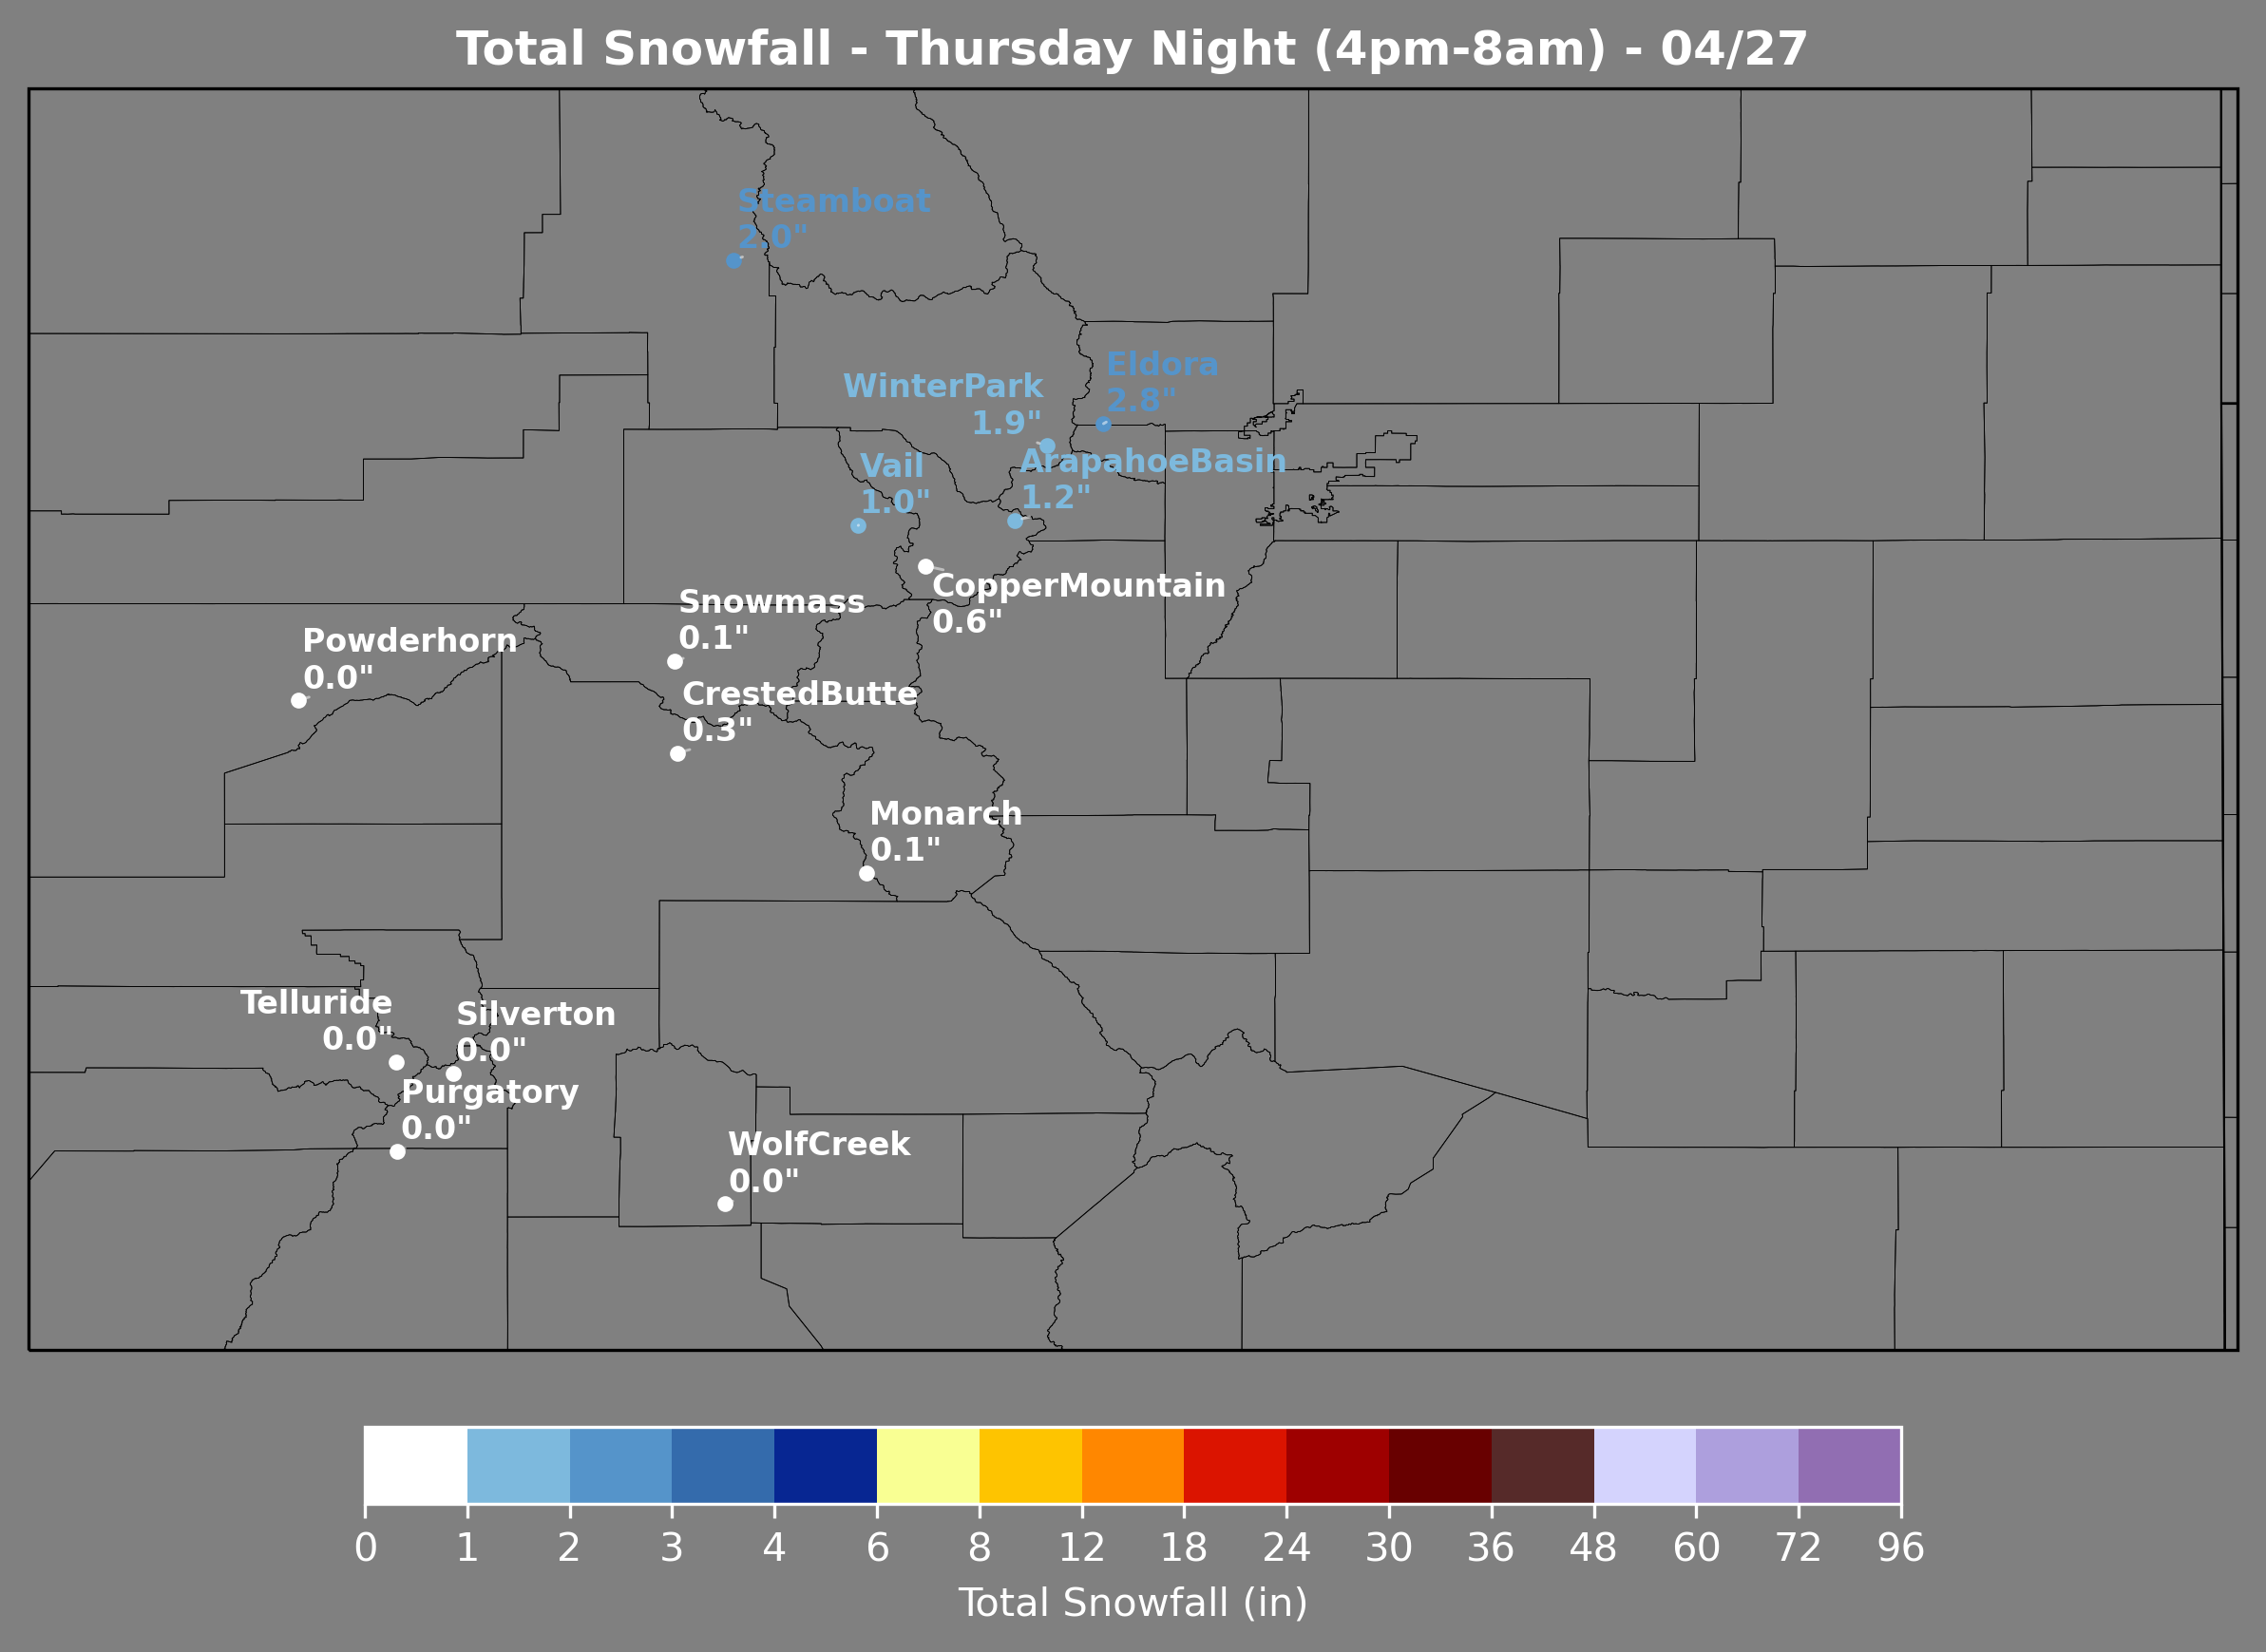 Total Snowfall - Thursday Night (4pm-8am) - 04/27
Steamboat
2.0"
Eldora
2.8"
WinterPark
1.9"
Vail
1.0"
ArapahoeBasin
1.2"
CopperMountain
0.6"
Snowmass
0.1"
Powderhorn
0.0"
CrestedButte
0.3"
Monarch
0.1"
Telluride
0.0"
Silverton
0.0"
Purgatory
0.0"
WolfCreek
0.0"
0 1 2 3 4 6 8 12 18 24 30 36 48 60 72 96
Total Snowfall (in)